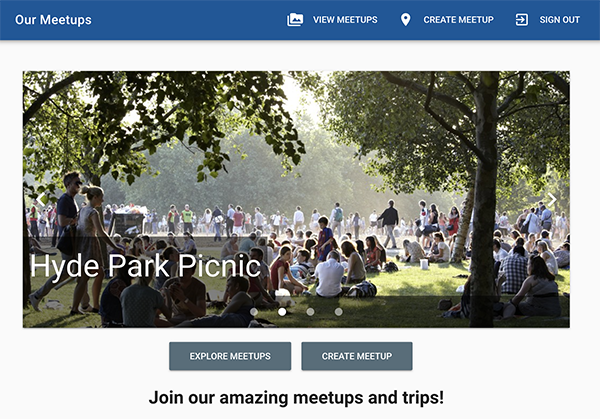 Our Meetups
VIEW MEETUPS
CREATE MEETUP
SIGN OUT
Hyde Park Picnic
EXPLORE MEETUPS
CREATE MEETUP
Join our amazing meetups and trips!